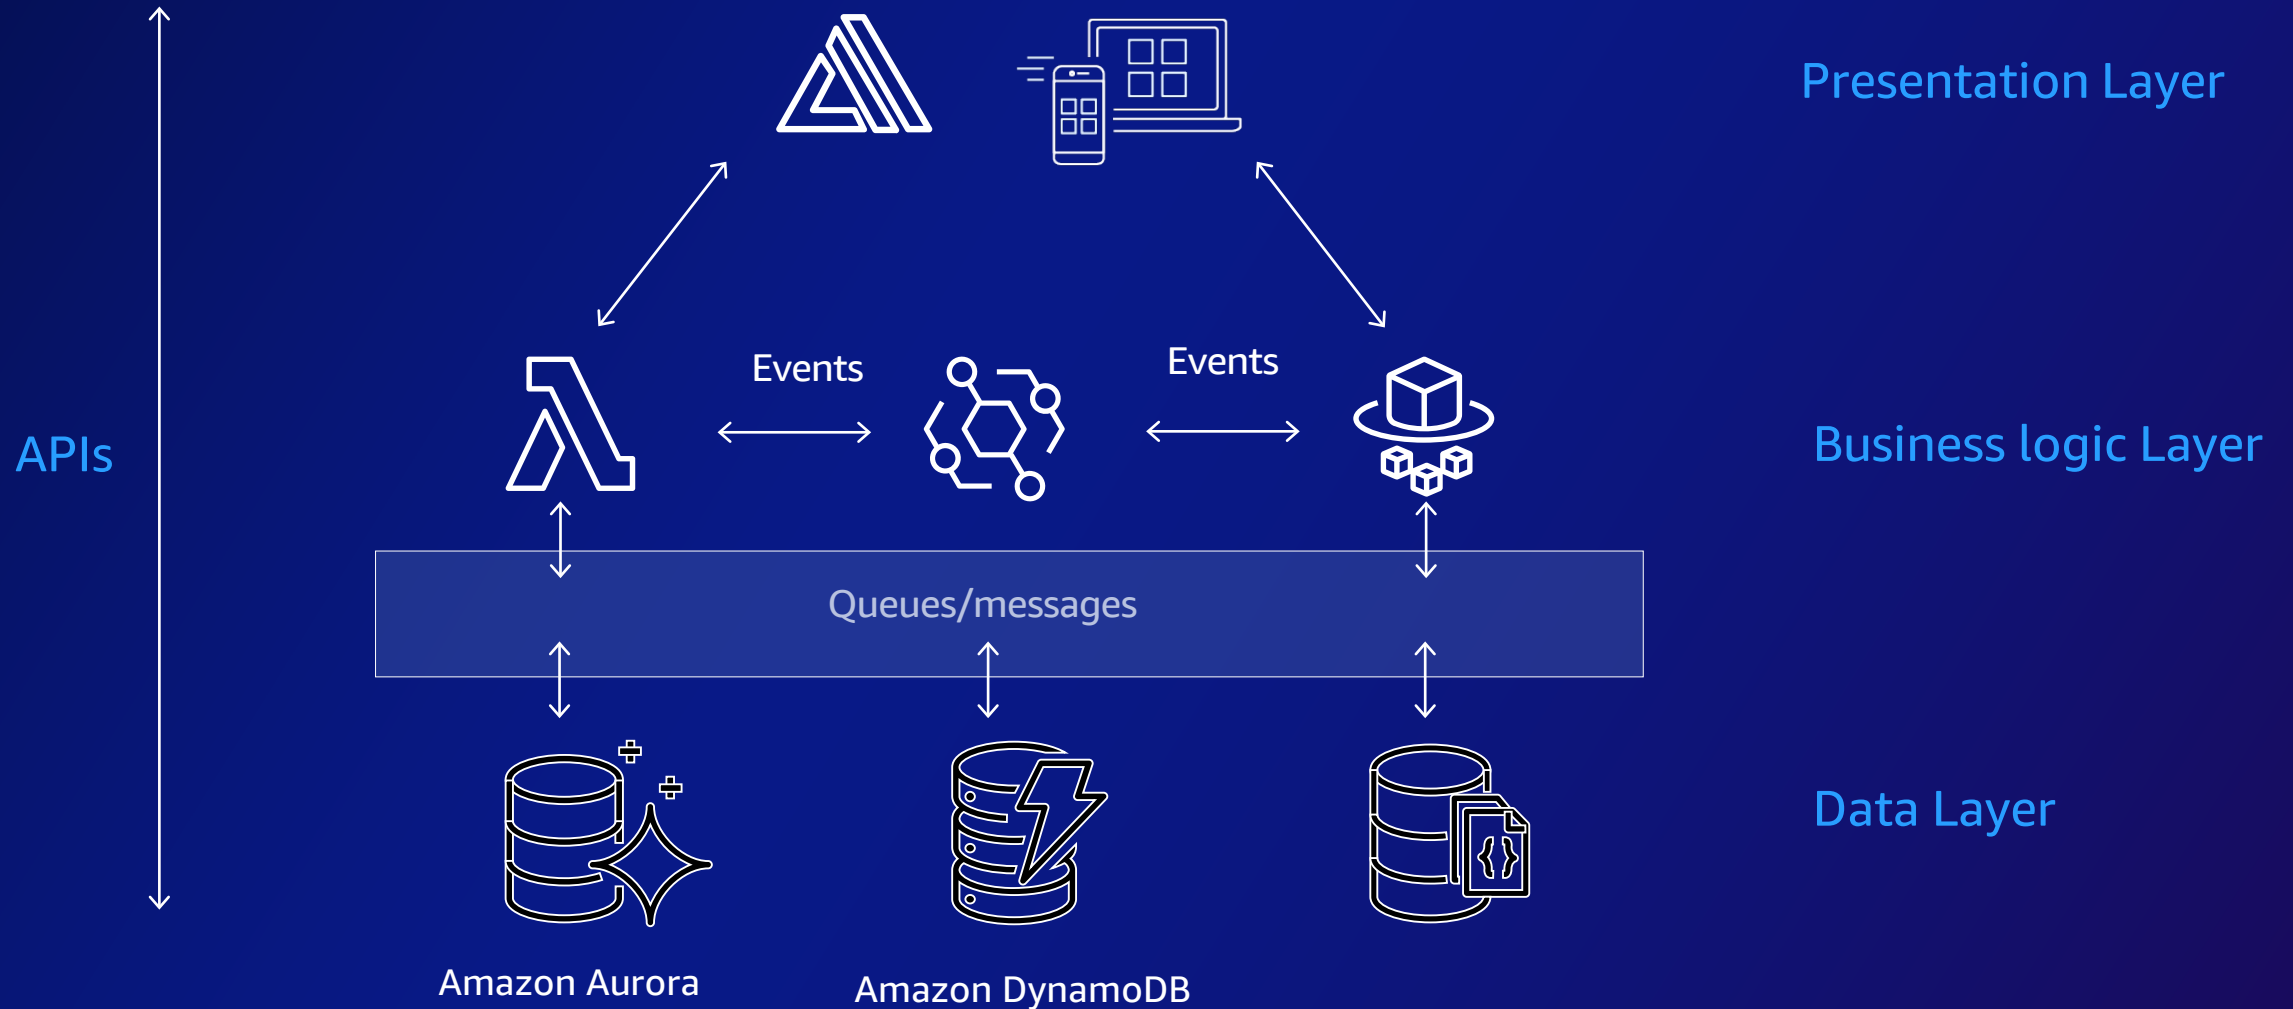 Presentation Layer
Events
Events
APIs
Business logic Layer
Queues/messages
Data Layer
Amazon Aurora
Amazon DynamoDB